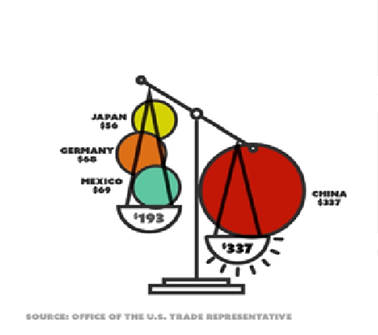 JAPAN
$56
GERMANY
$68
MEXICO
$69
$193
CHINA
$337
$337
SOURCE: OFFICE OF THE U.S. TRADE REPRESENTATIVE